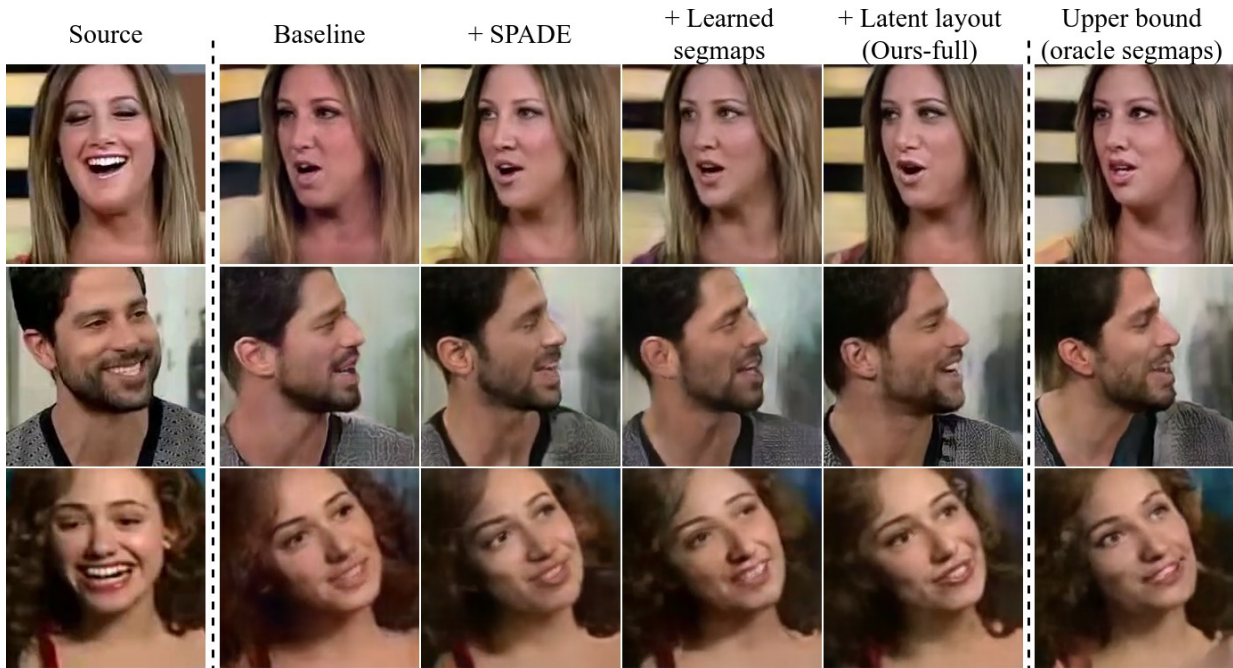 Source
Baseline
+ SPADE
+ Learned
segmaps
+ Latent layout
(Ours-full)
Upper bound
(oracle segmaps)